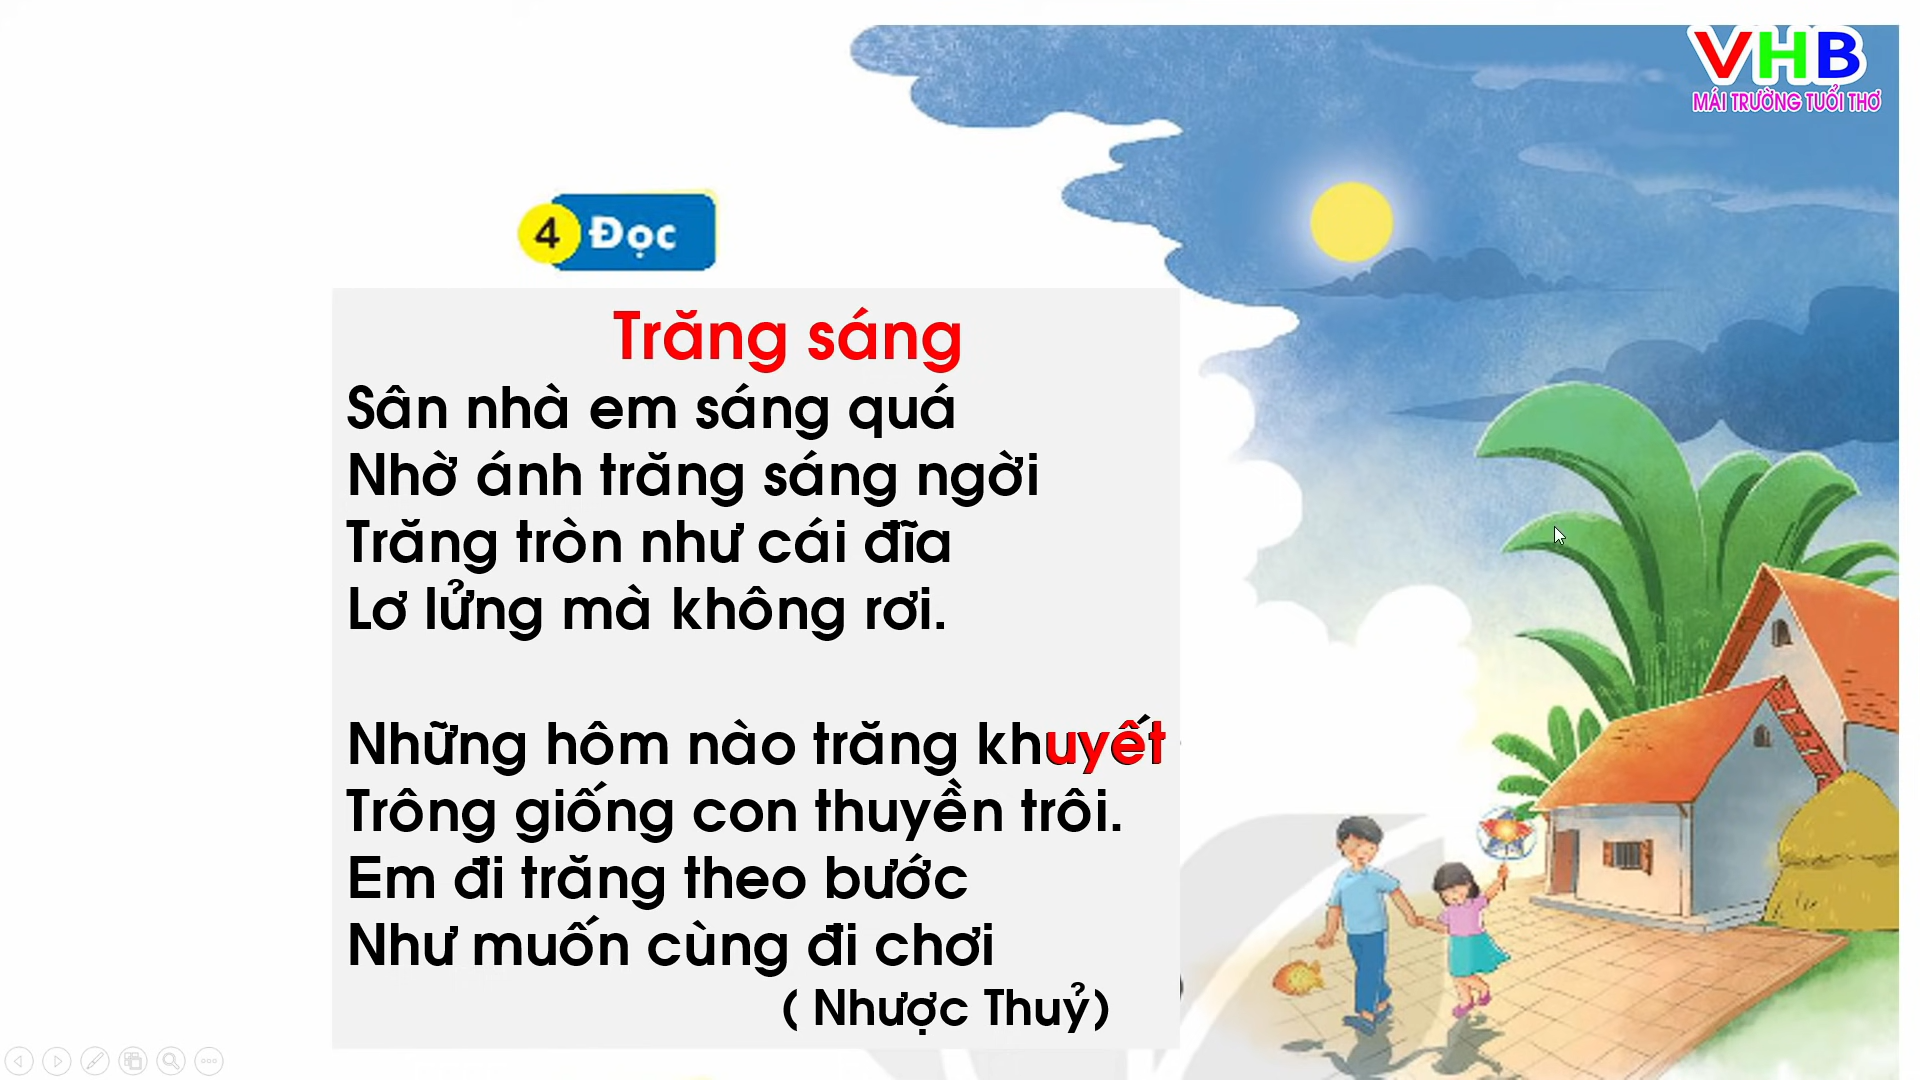 VHB
MÁI TRƯỜNG TUỔI THƠ
4 Đọc
Trăng sáng
Sân nhà em sáng quá
Nhờ ánh trăng sáng ngời
Trăng tròn như cái đĩa
Lơ lửng mà không rơi.
Những hôm nào trăng khuyết
Trông giống con thuyền trôi.
Em đi trăng theo bước
Như muốn cùng đi chơi
( Nhược Thuỷ)